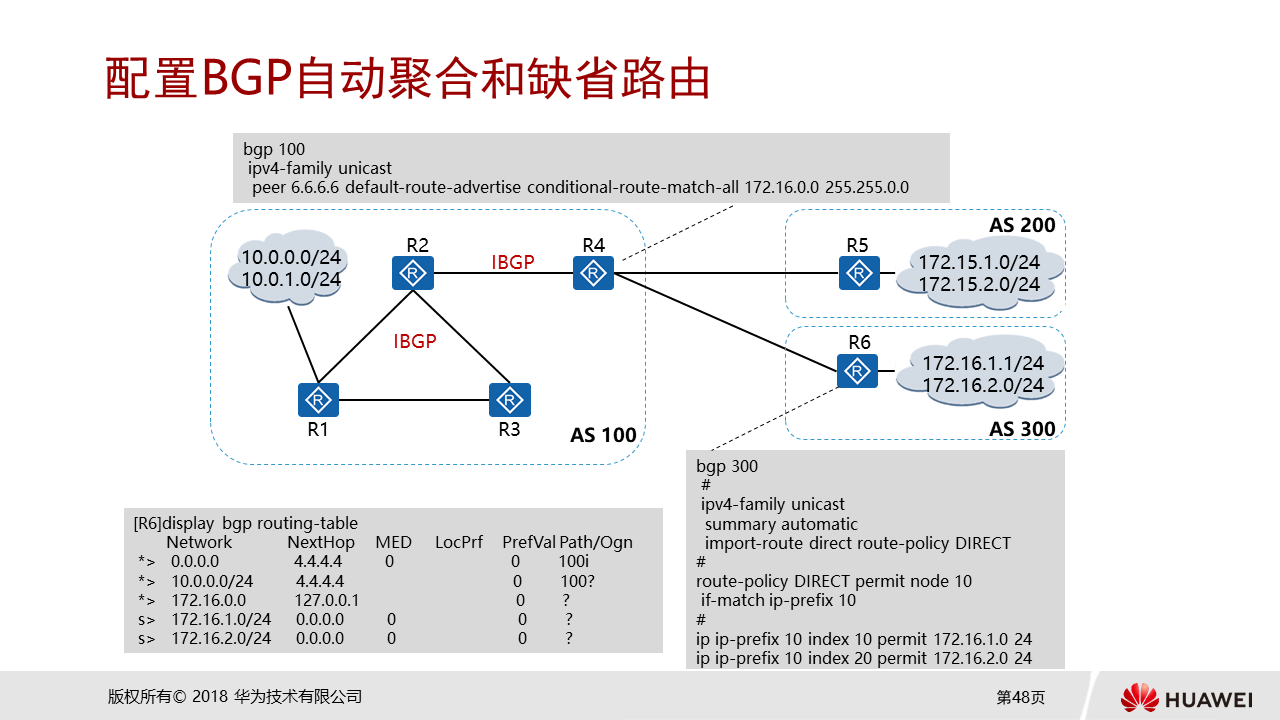 配置BGP自动聚合和缺省路由
bgp 100
ipv4-family unicast
peer 6.6.6.6 default-route-advertise conditional-route-match-all 172.16.0.0 255.255.0.0
AS 200
10.0.0.0/24
10.0.1.0/24
R2
IBGP
R4
R5
172.15.1.0/24
172.15.2.0/24
IBGP
R6
172.16.1.1/24
172.16.2.0/24
R1
R3
AS 100
AS 300
bgp 300
#
ipv4-family unicast
summary automatic
import-route direct route-policy DIRECT
#
route-policy DIRECT permit node 10
if-match ip-prefix 10
#
ip ip-prefix 10 index 10 permit 172.16.1.0 24
ip ip-prefix 10 index 20 permit 172.16.2.0 24
[R6]display bgp routing-table
Network NextHop MED LocPrf PrefVal Path/Ogn
*> 0.0.0.0 4.4.4.4 0 0 100i
*> 10.0.0.0/24 4.4.4.4 0 100?
*> 172.16.0.0 127.0.0.1 0 ?
s> 172.16.1.0/24 0.0.0.0 0 0 ?
s> 172.16.2.0/24 0.0.0.0 0 0 ?
版权所有© 2018 华为技术有限公司
第48页
HUAWEI